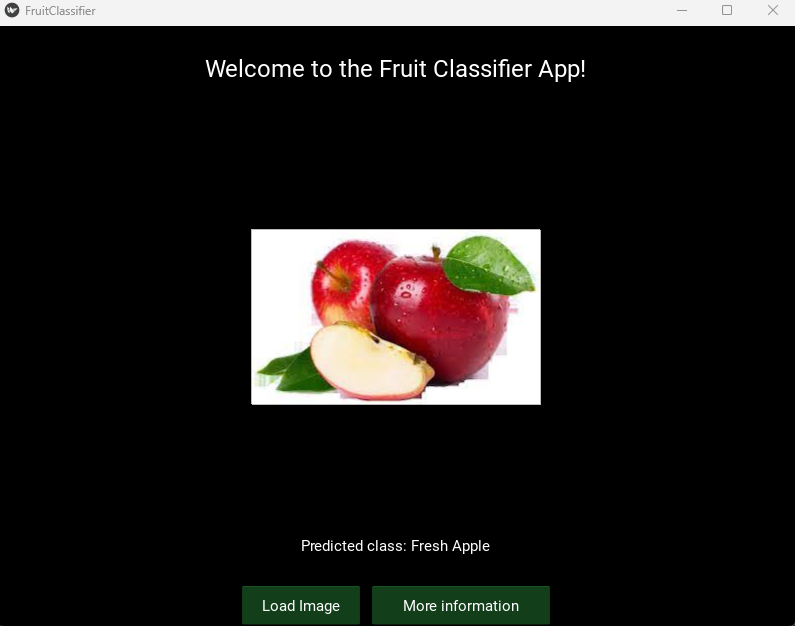 FruitClassifier
Welcome to the Fruit Classifier App!
Predicted class: Fresh Apple
Load Image
More information